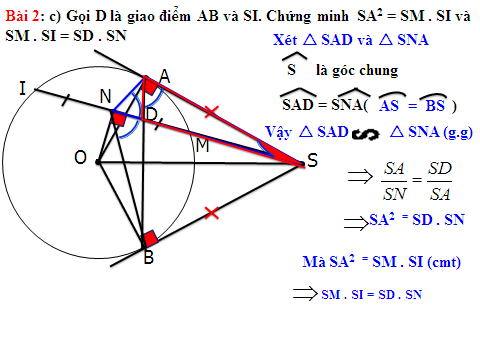 Bài 2: c) Gọi D là giao điểm AB và SI. Chứng minh SA² = SM . SI và
SM . SI = SD . SN
Xét △ SAD và △ SNA
S là góc chung
SAD = SNA( AS = BS )
Vậy △ SAD ∽ △ SNA (g.g)
⇒ SA/SN = SD/SA
⇒SA² = SD . SN
Mà SA² = SM . SI (cmt)
⇒ SM . SI = SD . SN
A
I
N
D
M
O
S
B